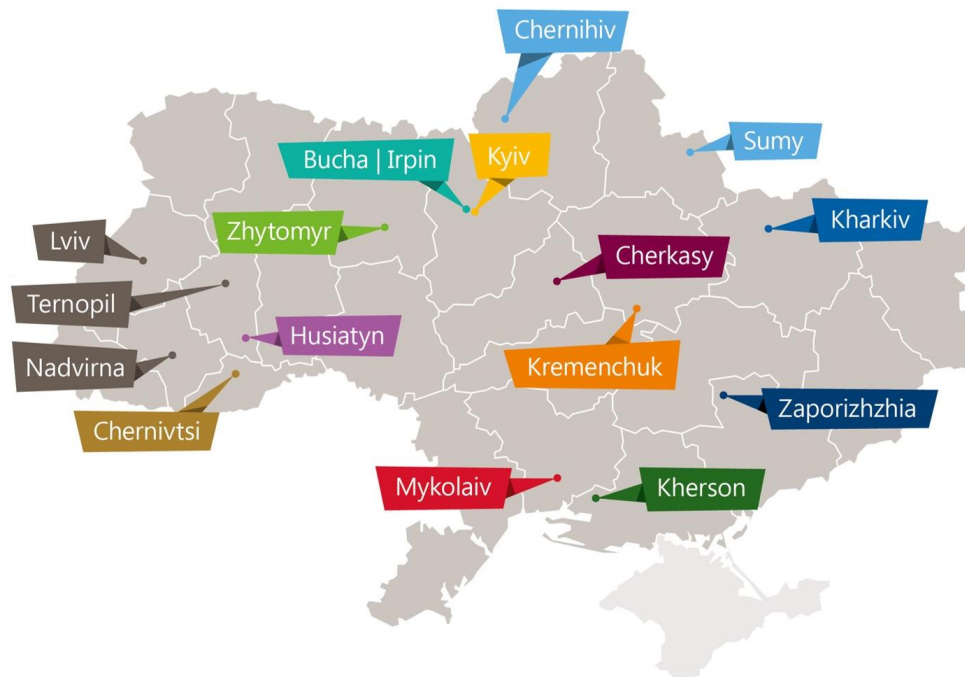 Chernihiv
Sumy
Bucha | Irpin
Kyiv
Kharkiv
Zhytomyr
Lviv
Cherkasy
Ternopil
Husiatyn
Kremenchuk
Nadvirna
Zaporizhzhia
Chernivtsi
Mykolaiv
Kherson